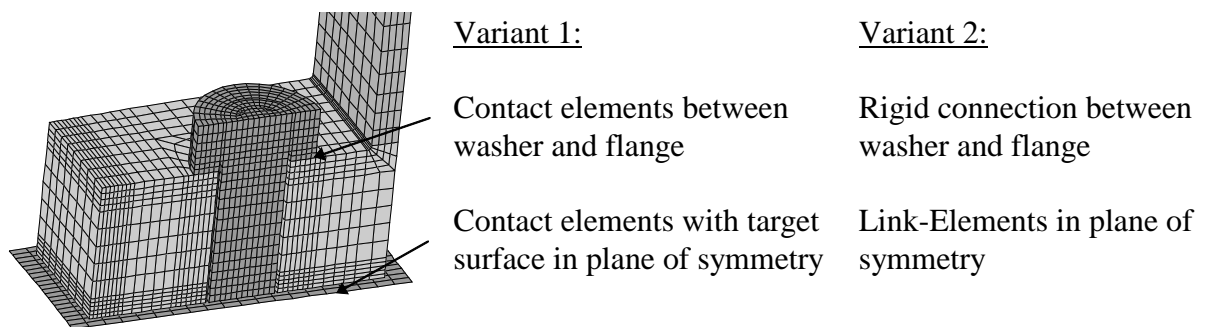 Variant 1:
Contact elements between
washer and flange
Contact elements with target
surface in plane of symmetry
Variant 2:
Rigid connection between
washer and flange
Link-Elements in plane of
symmetry